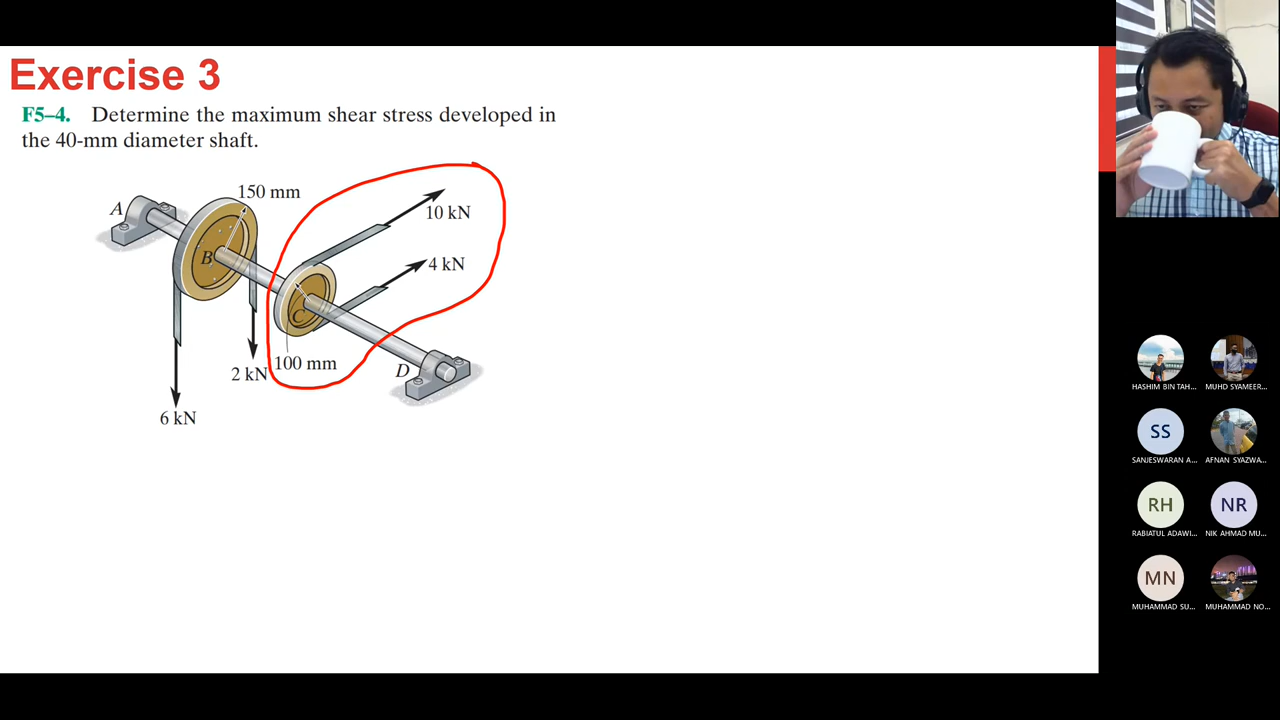 Exercise 3
F5–4. Determine the maximum shear stress developed in
the 40-mm diameter shaft.
150 mm
A
10 kN
B
4 kN
C
100 mm
2 kN
D
6 kN
HASHIM BIN TAH...
MUHD SYAMEER...
SS
SANJESWARAN A...
AFNAN SYAZWA...
RH
RABIATUL ADAWI...
NR
NIK AHMAD MU...
MN
MUHAMMAD SU...
MUHAMMAD NO...